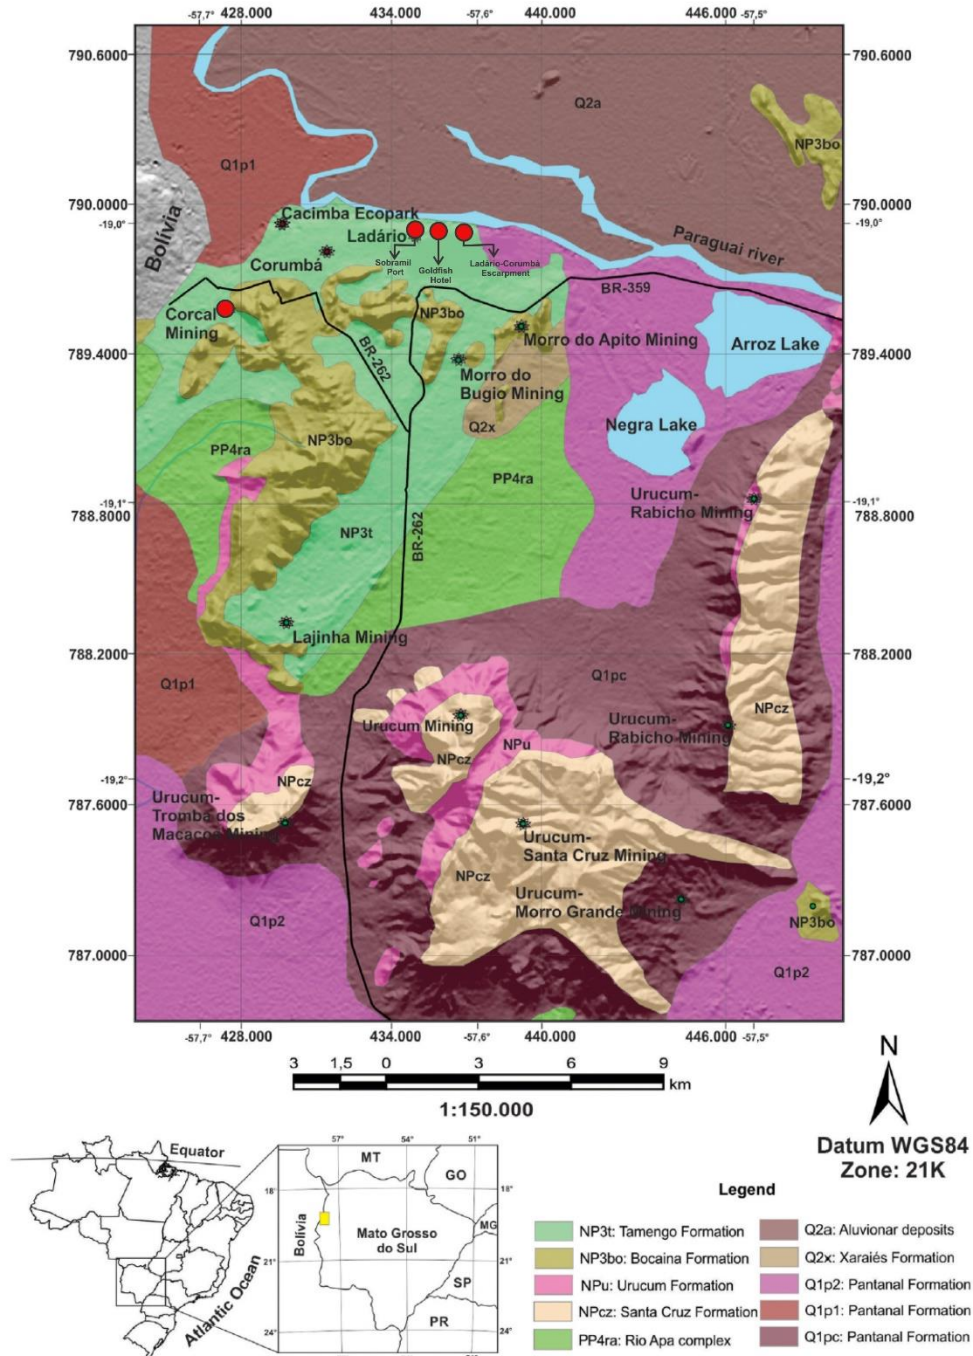 -57,7° 428.000 434.000 -57,6° 440.000 446.000 -57,5°
790.6000 790.6000
Q2a
NP3bo
Q1p1
790.0000 790.0000
-19,0° -19,0°
Bolívia
Cacimba Ecopark
Ladário
Paraguai river
Sobramil
Port
Goldfish
Hotel
Ladário-Corumbá
Escarpment
Corumbá
BR-359
Corcal
Mining
NP3bo
Arroz Lake
Morro do Apito Mining
789.4000 789.4000
BR-262
Morro do
Bugio Mining
Negra Lake
Q2x
NP3bo
PP4ra
PP4ra
Urucum-
Rabicho Mining
-19,1° -19,1°
788.8000 788.8000
NP3t
BR-262
Lajinha Mining
788.2000 788.2000
Q1p1
Q1pc
NPcz
Urucum Mining
Urucum-
Rabicho Mining
NPu
NPcz
-19,2° -19,2°
NPcz
787.6000 787.6000
Urucum-
Tromba dos
Macacos Mining
Urucum-
Santa Cruz Mining
NPcz
Urucum-
Morro Grande Mining
Q1p2
NP3bo
787.0000 787.0000
Q1p2
-57,7° 428.000 434.000 -57,6° 440.000 446.000 -57,5°
3 1,5 0 3 6 9
km
1:150.000
N
Datum WGS84
Zone: 21K
Equator
Atlantic Ocean
57° 54° 51°
MT
GO
18° 18°
Bolivia
Mato Grosso
do Sul
MG
21° 21°
SP
PR
24° 24°
Legend
NP3t: Tamengo Formation
NP3bo: Bocaina Formation
NPu: Urucum Formation
NPcz: Santa Cruz Formation
PP4ra: Rio Apa complex
Q2a: Aluvionar deposits
Q2x: Xaraiés Formation
Q1p2: Pantanal Formation
Q1p1: Pantanal Formation
Q1pc: Pantanal Formation